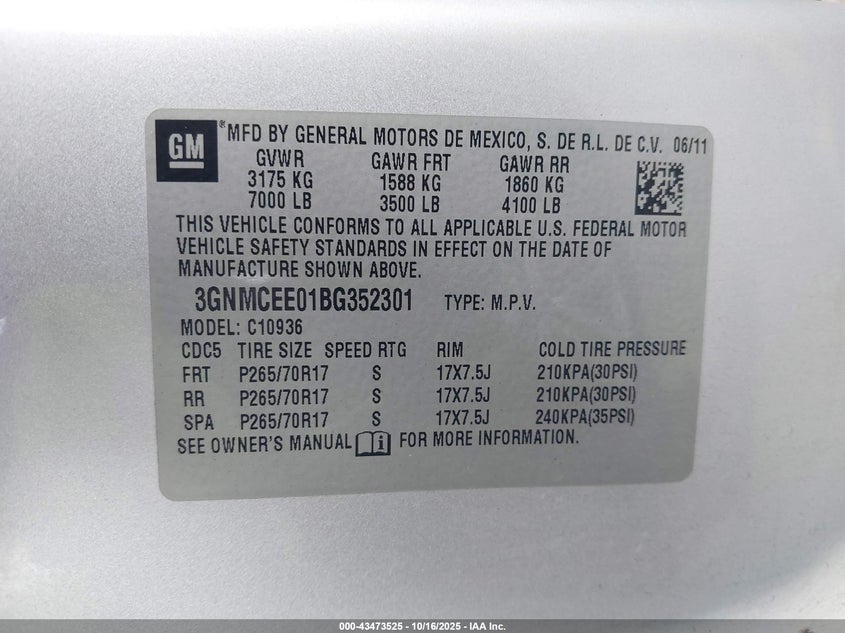 GM
*MFD BY GENERAL MOTORS DE MEXICO, S. DE R.L. DE C.V. 06/11
GVWR GAWR FRT GAWR RR
3175 KG 1588 KG 1860 KG
7000 LB 3500 LB 4100 LB
THIS VEHICLE CONFORMS TO ALL APPLICABLE U.S. FEDERAL MOTOR
VEHICLE SAFETY STANDARDS IN EFFECT ON THE DATE OF
MANUFACTURE SHOWN ABOVE.
3GNMCEE01BG352301 TYPE: M.P.V.
MODEL: C10936
CDC5 TIRE SIZE SPEED RTG RIM COLD TIRE PRESSURE
FRT P265/70R17 S 17X7.5J 210KPA(30PSI)
RR P265/70R17 S 17X7.5J 210KPA(30PSI)
SPA P265/70R17 S 17X7.5J 240KPA(35PSI)
SEE OWNER'S MANUAL i FOR MORE INFORMATION.
000-43473525 - 10/16/2025 - IAA Inc.